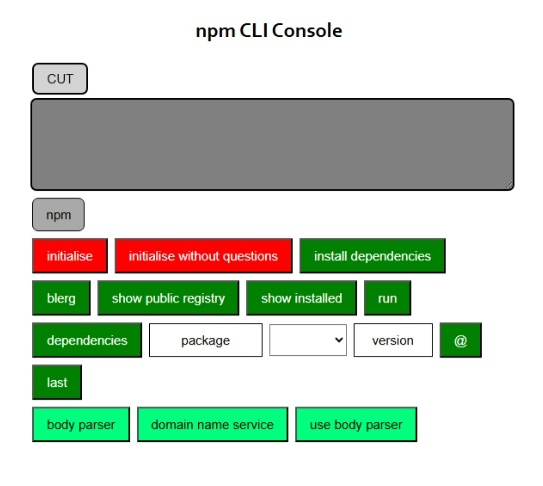 npm CLI Console
CUT
npm
initialise initialise without questions install dependencies
blerg show public registry show installed run
dependencies package version @
last
body parser domain name service use body parser